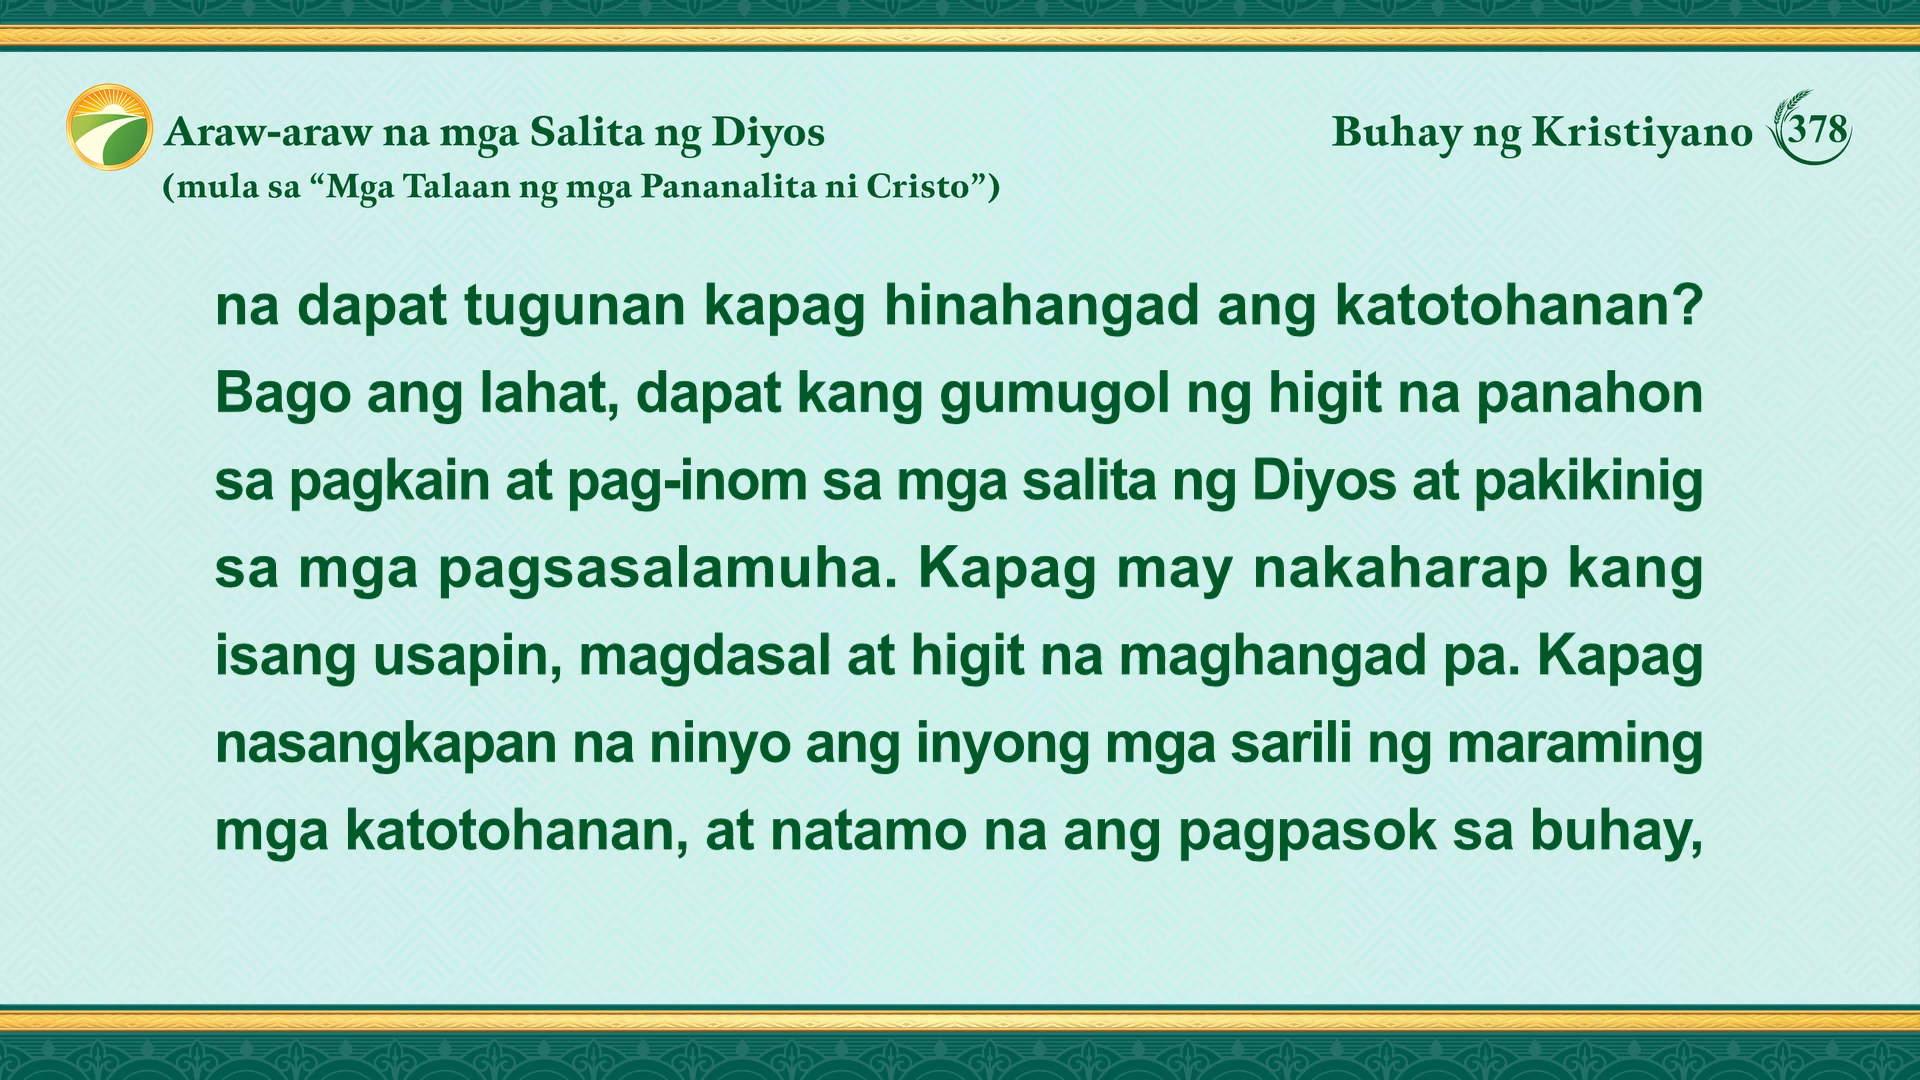 Araw-araw na mga Salita ng Diyos
(mula sa “Mga Talaan ng mga Pananalita ni Cristo”)
Buhay ng Kristiyano 378
na dapat tugunan kapag hinahangad ang katotohanan?
Bago ang lahat, dapat kang gumugol ng higit na panahon
sa pagkain at pag-inom sa mga salita ng Diyos at pakikinig
sa mga pagsasalamuha. Kapag may nakaharap kang
isang usapin, magdasal at higit na maghangad pa. Kapag
nasangkapan na ninyo ang inyong mga sarili ng maraming
mga katotohanan, at natamo na ang pagpasok sa buhay,